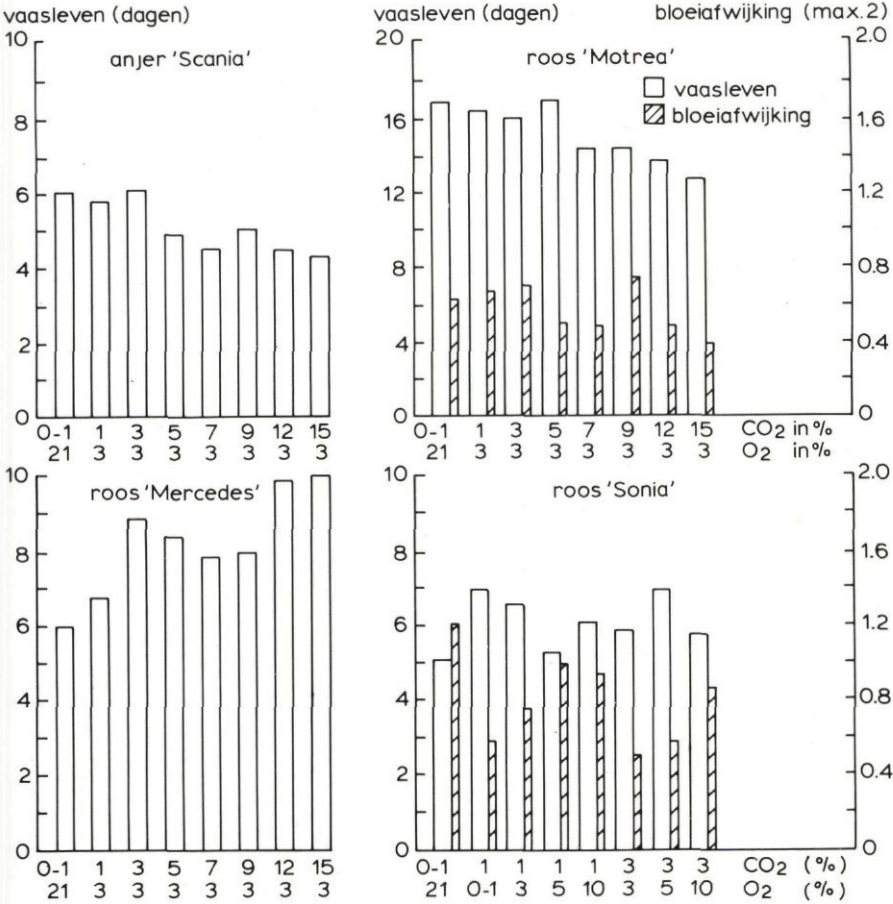 vaasleven (dagen)
anjer 'Scania'
10
8
6
4
2
0
0-1 1 3 5 7 9 12 15
21 3 3 3 3 3 3 3
vaasleven (dagen) bloeiafwijking (max.2)
roos 'Motrea'
vaasleven
bloeiafwijking
20
16
12
8
4
0
2.0
1.6
1.2
0.8
0.4
0
0-1 1 3 5 7 9 12 15 CO2 in %
21 3 3 3 3 3 3 3 O2 in %
roos 'Mercedes'
10
8
6
4
2
0
0-1 1 3 5 7 9 12 15
21 3 3 3 3 3 3 3
roos 'Sonia'
10
8
6
4
2
0
2.0
1.6
1.2
0.8
0.4
0
0-1 1 1 1 1 3 3 3 CO2 (%)
21 0-1 3 5 10 3 5 10 O2 (%)